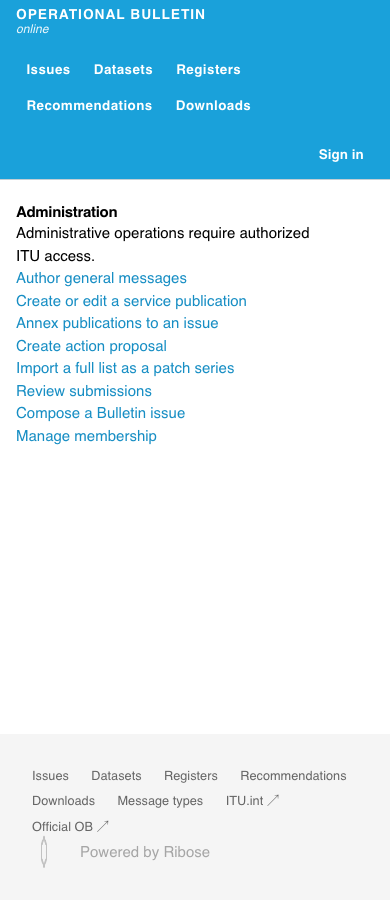 OPERATIONAL BULLETIN
online
Issues Datasets Registers
Recommendations Downloads
Sign in
Administration
Administrative operations require authorized
ITU access.
Author general messages
Create or edit a service publication
Annex publications to an issue
Create action proposal
Import a full list as a patch series
Review submissions
Compose a Bulletin issue
Manage membership
Issues Datasets Registers Recommendations
Downloads Message types ITU.int ↗
Official OB ↗
Powered by Ribose